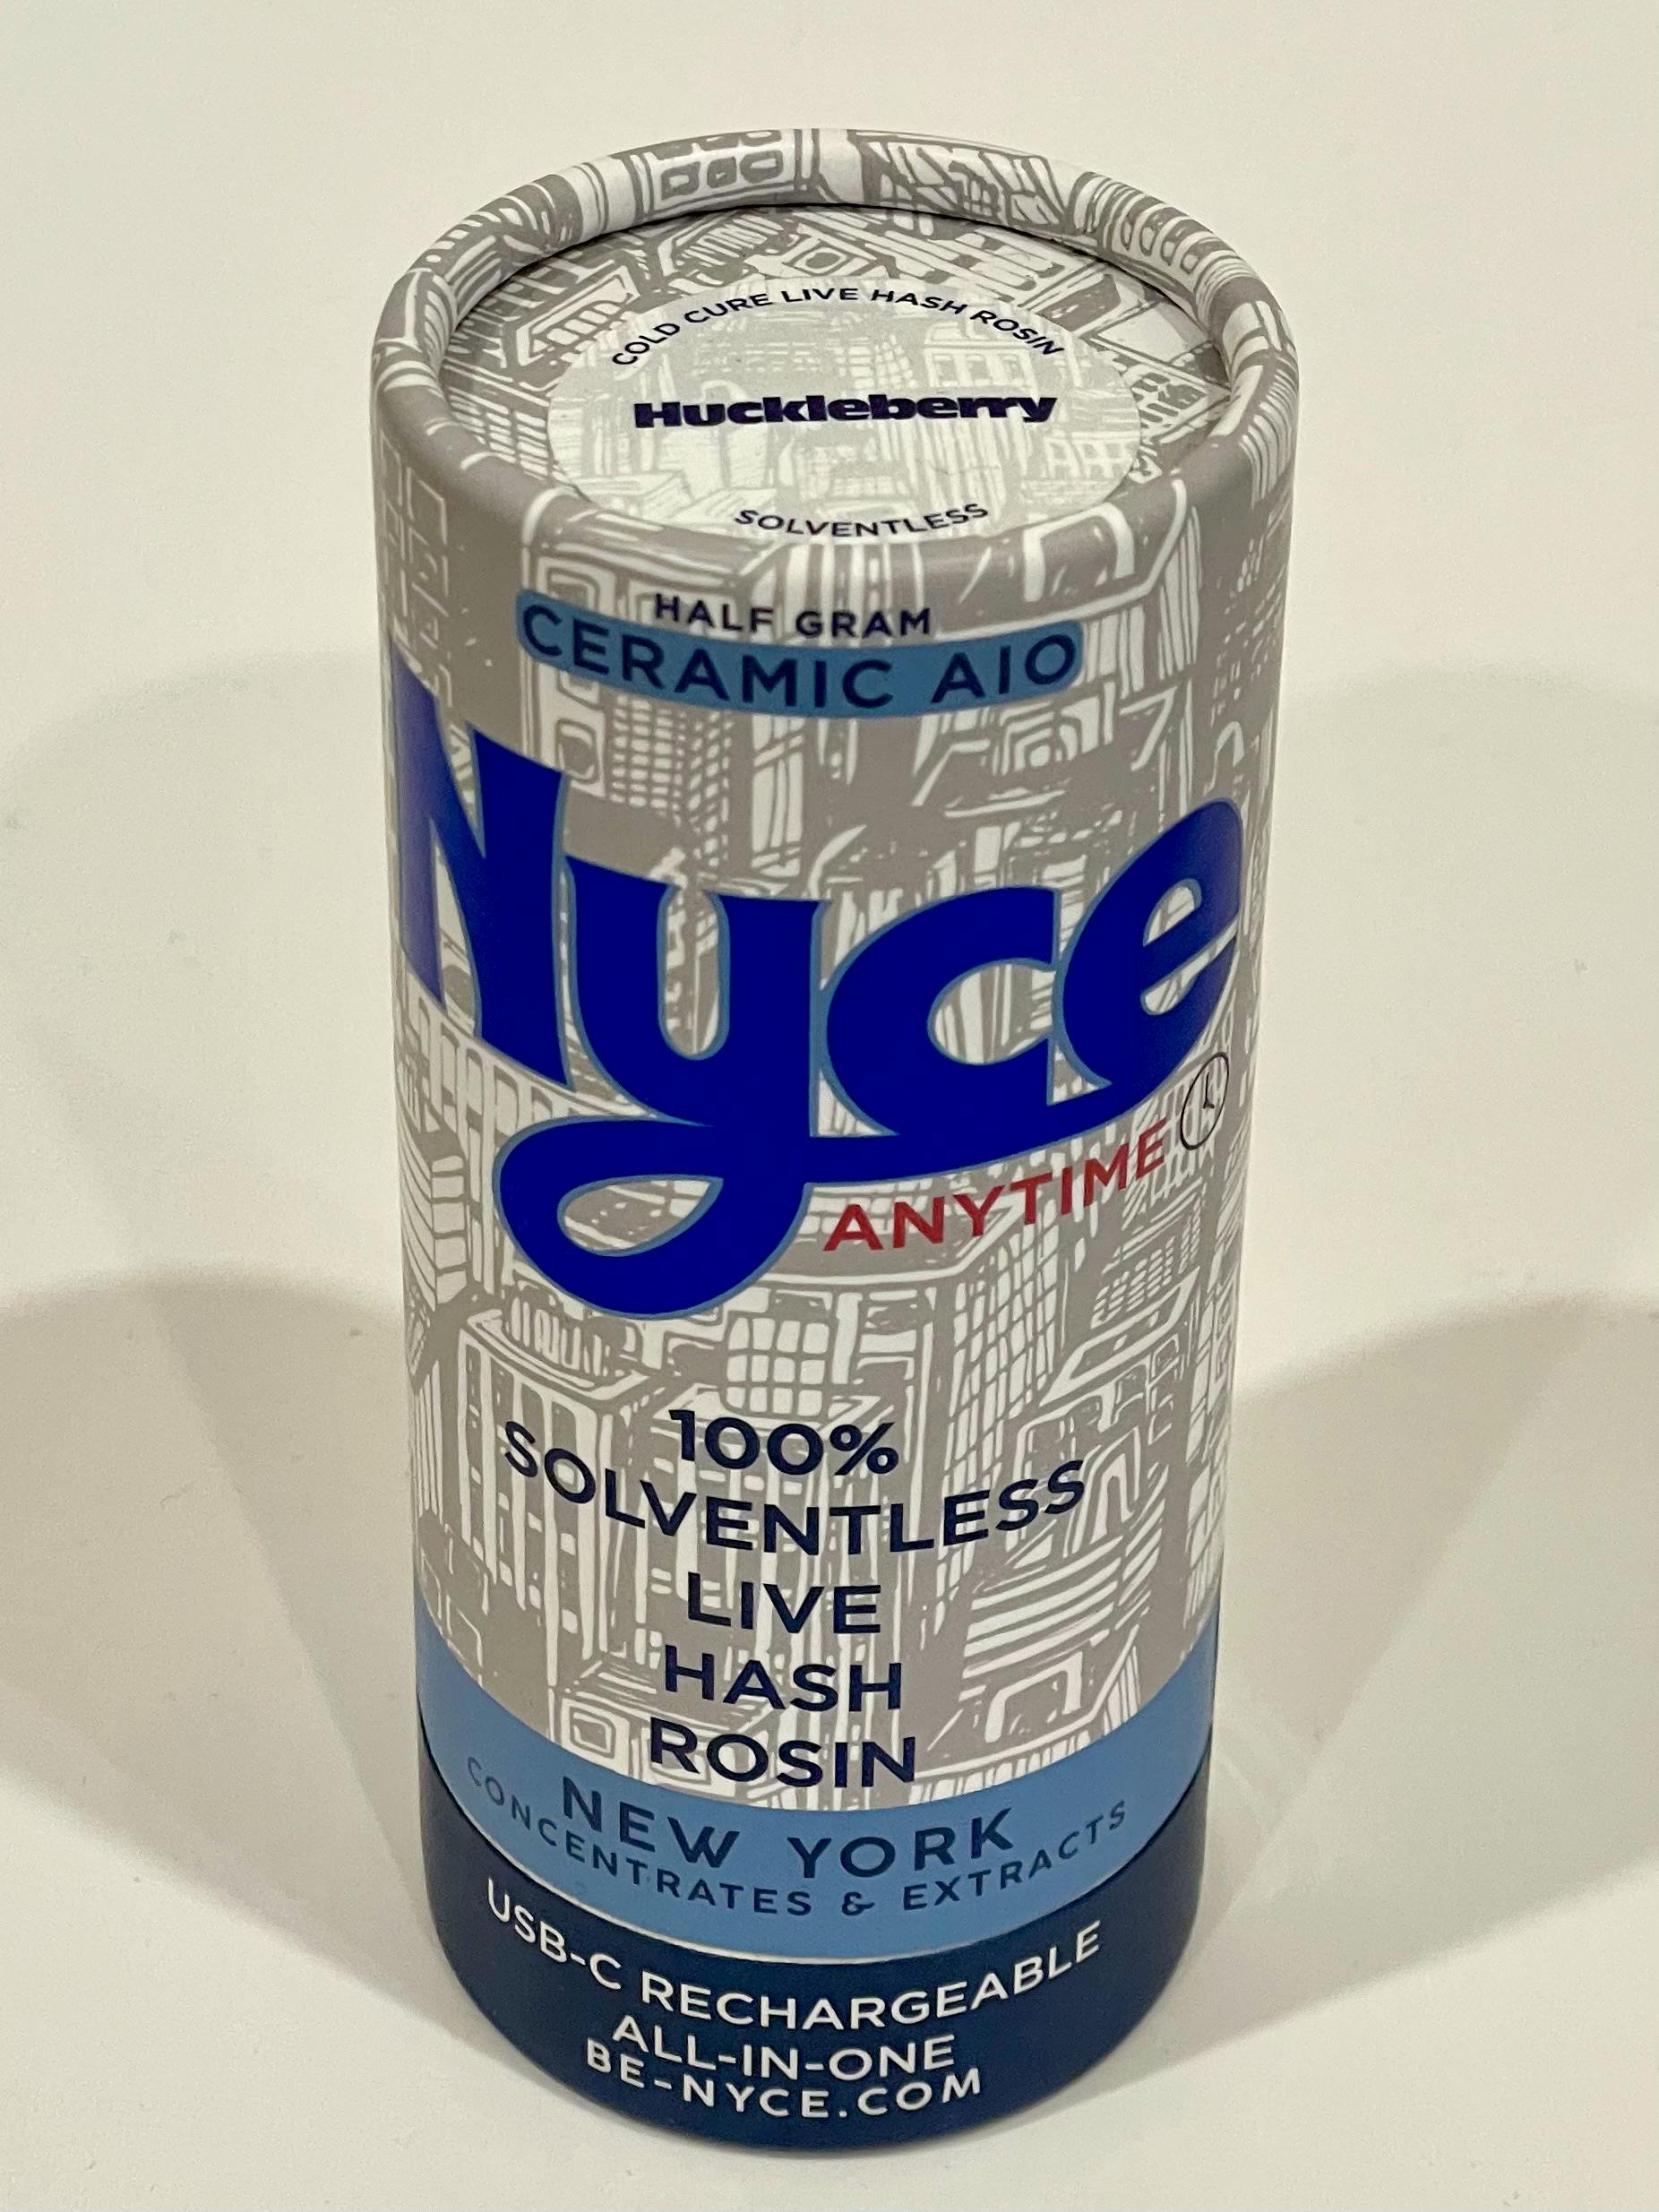 COLD CURE LIVE HASH ROSIN
Huckleberry
SOLVENTLESS
HALF GRAM
CERAMIC AIO
Nyce
ANYTIME
100%
SOLVENTLESS
LIVE
HASH
ROSIN
NEW YORK
CONCENTRATES & EXTRACTS
USB-C RECHARGEABLE
ALL-IN-ONE
BE-NYCE.COM